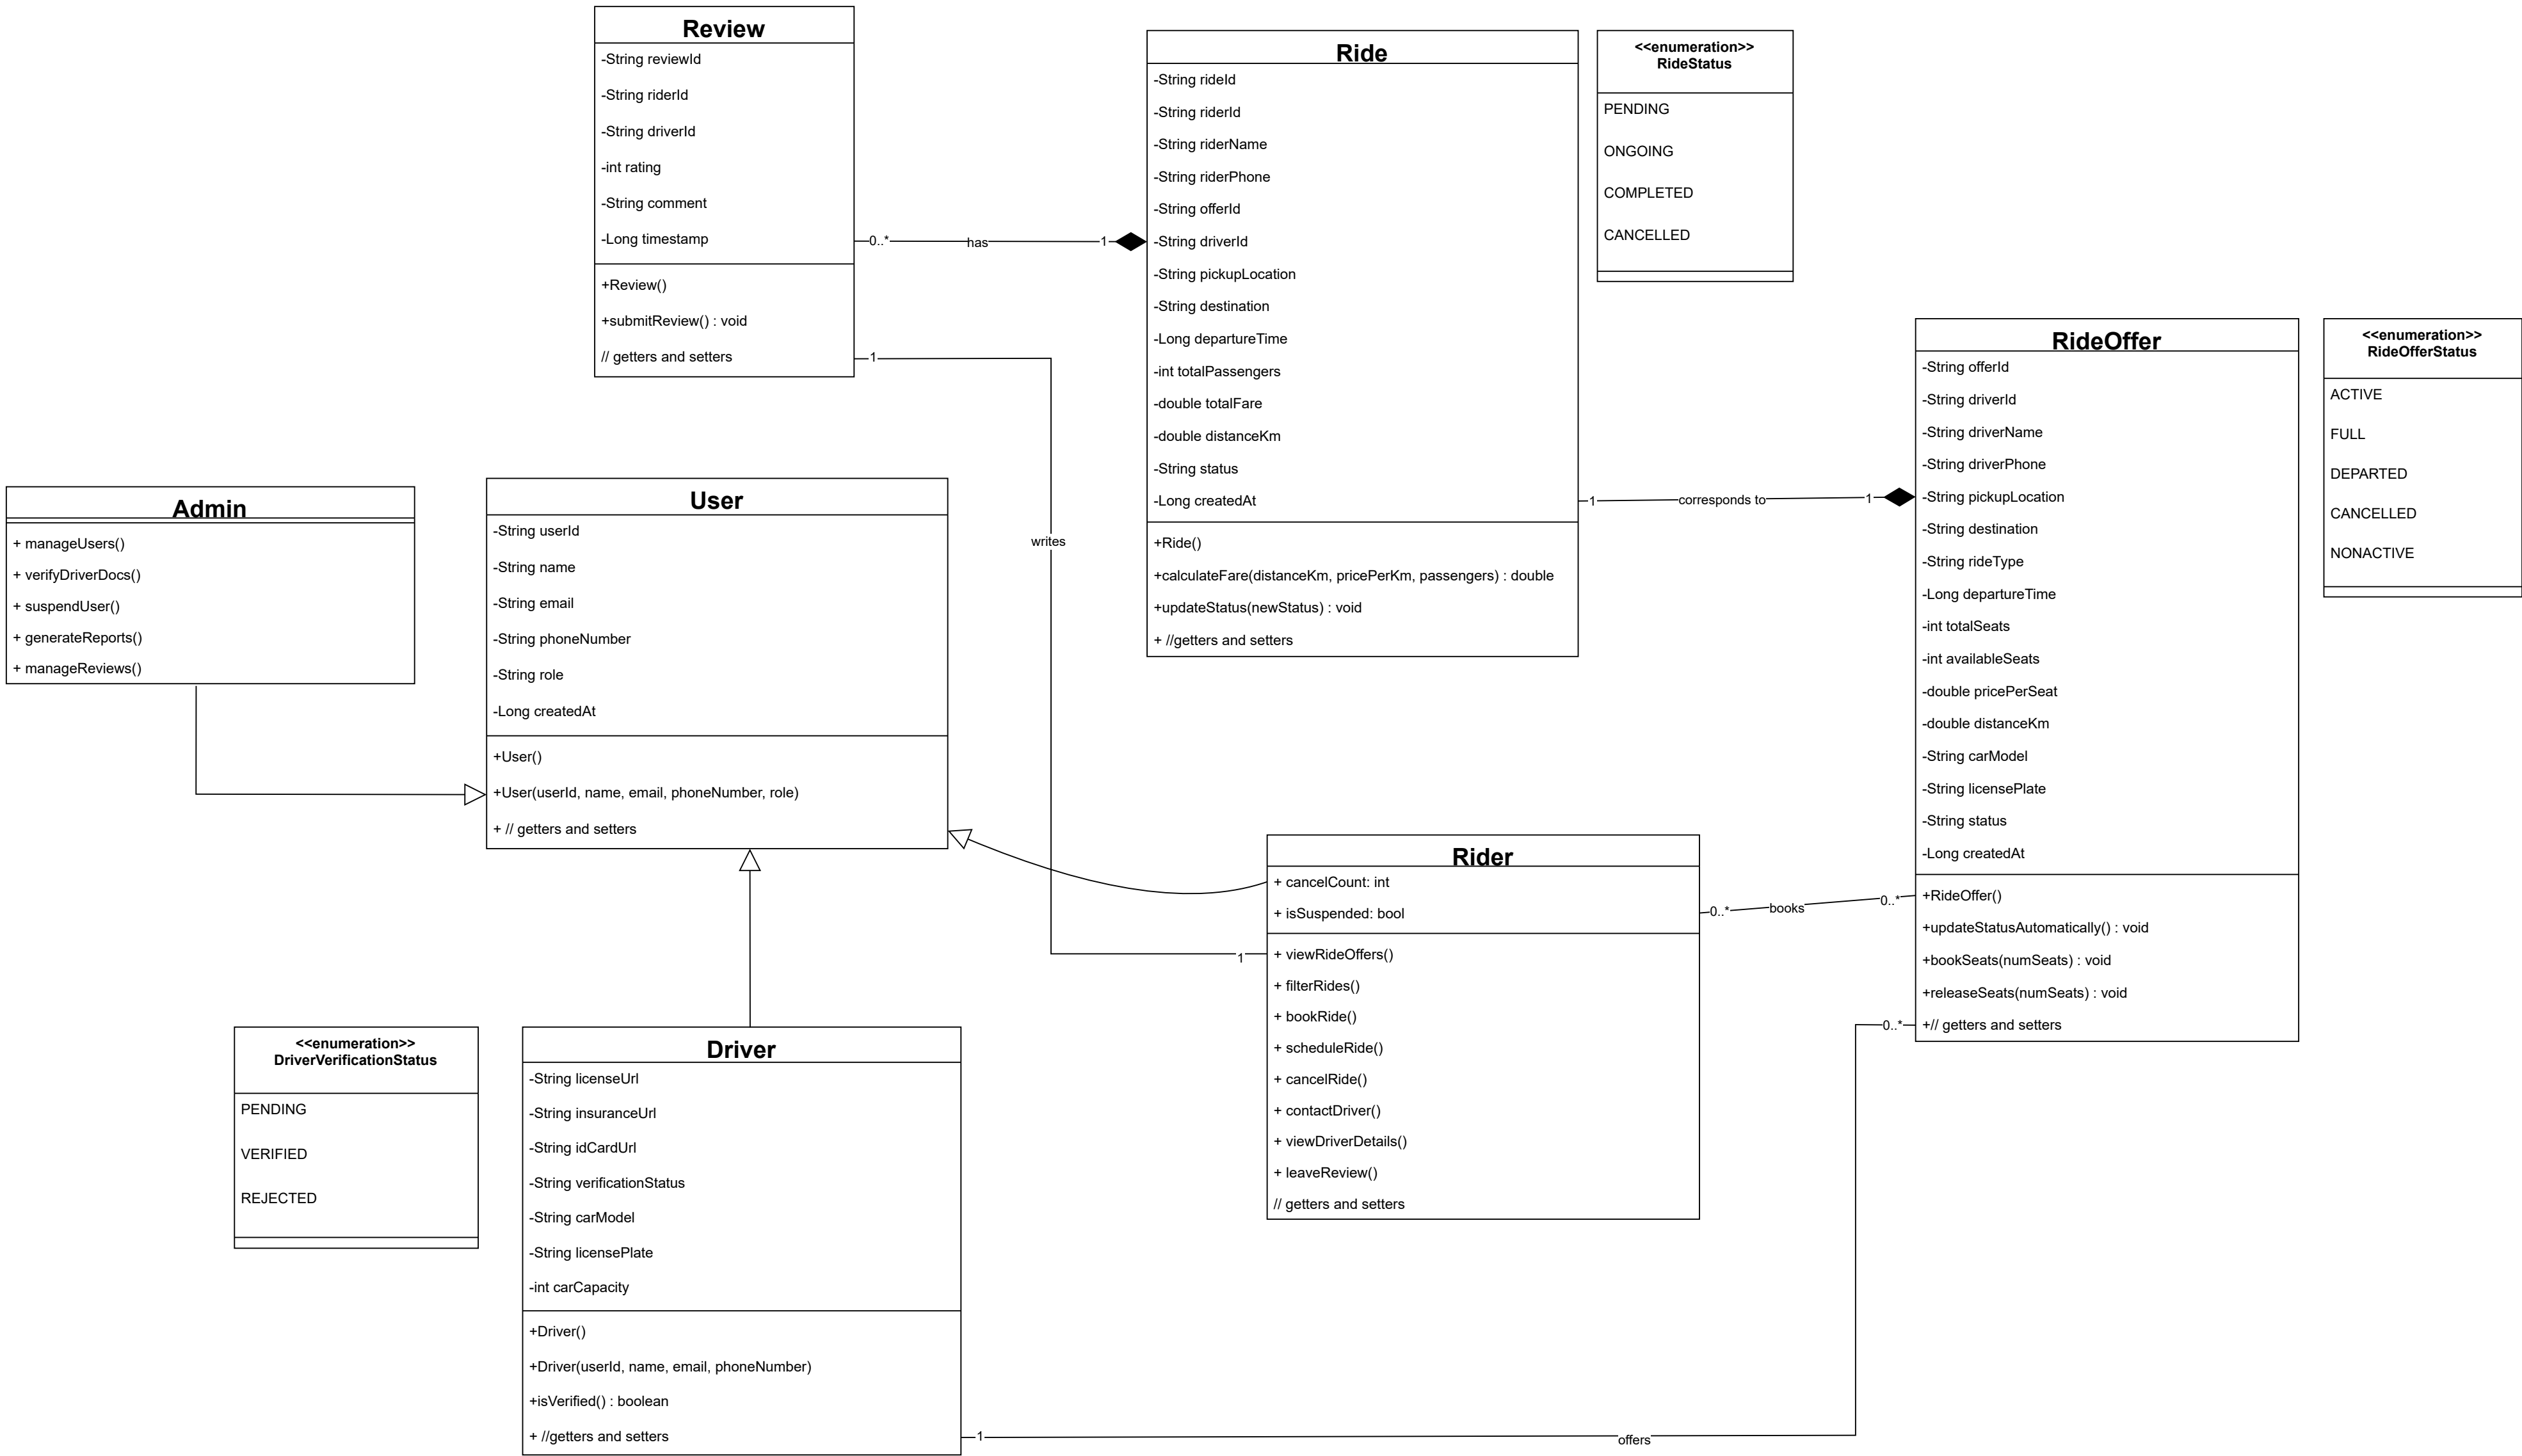 Review
-String reviewId
-String riderId
-String driverId
-int rating
-String comment
-Long timestamp
+Review()
+submitReview() : void
// getters and setters
0..*
has
1
1
writes
1
Ride
-String rideId
-String riderId
-String riderName
-String riderPhone
-String offerId
-String driverId
-String pickupLocation
-String destination
-Long departureTime
-int totalPassengers
-double totalFare
-double distanceKm
-String status
-Long createdAt
+Ride()
+calculateFare(distanceKm, pricePerKm, passengers) : double
+updateStatus(newStatus) : void
+ //getters and setters
<<enumeration>>
RideStatus
PENDING
ONGOING
COMPLETED
CANCELLED
1
corresponds to
1
RideOffer
-String offerId
-String driverId
-String driverName
-String driverPhone
-String pickupLocation
-String destination
-String rideType
-Long departureTime
-int totalSeats
-int availableSeats
-double pricePerSeat
-double distanceKm
-String carModel
-String licensePlate
-String status
-Long createdAt
+RideOffer()
+updateStatusAutomatically() : void
+bookSeats(numSeats) : void
+releaseSeats(numSeats) : void
+// getters and setters
<<enumeration>>
RideOfferStatus
ACTIVE
FULL
DEPARTED
CANCELLED
NONACTIVE
Admin
+ manageUsers()
+ verifyDriverDocs()
+ suspendUser()
+ generateReports()
+ manageReviews()
User
-String userId
-String name
-String email
-String phoneNumber
-String role
-Long createdAt
+User()
+User(userId, name, email, phoneNumber, role)
+ // getters and setters
Rider
+ cancelCount: int
+ isSuspended: bool
+ viewRideOffers()
+ filterRides()
+ bookRide()
+ scheduleRide()
+ cancelRide()
+ contactDriver()
+ viewDriverDetails()
+ leaveReview()
// getters and setters
0..*
books
0..*
<<enumeration>>
DriverVerificationStatus
PENDING
VERIFIED
REJECTED
Driver
-String licenseUrl
-String insuranceUrl
-String idCardUrl
-String verificationStatus
-String carModel
-String licensePlate
-int carCapacity
+Driver()
+Driver(userId, name, email, phoneNumber)
+isVerified() : boolean
+ //getters and setters
1
offers
0..*